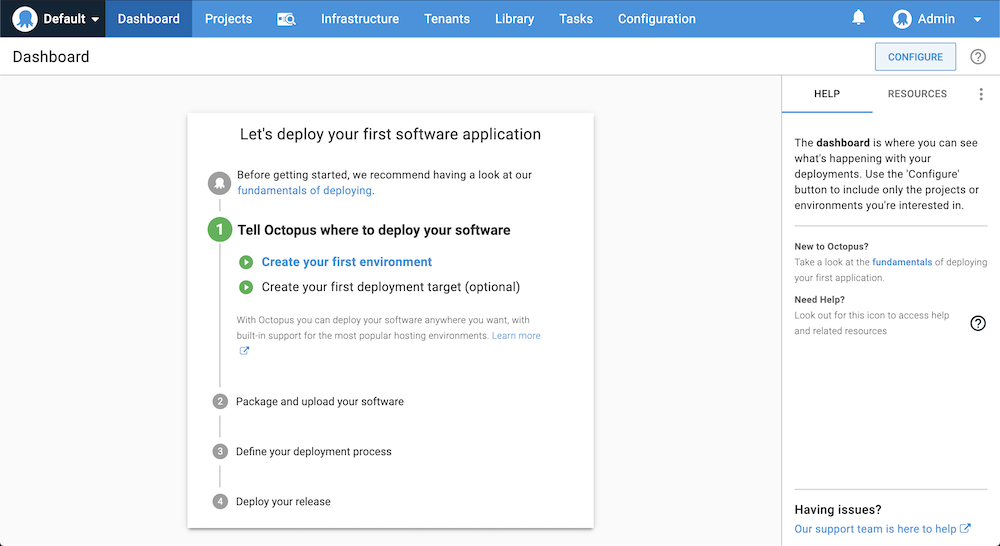 Default
Dashboard
Projects
Infrastructure
Tenants
Library
Tasks
Configuration
Admin
Dashboard
CONFIGURE
?
Let's deploy your first software application
Before getting started, we recommend having a look at our
fundamentals of deploying.
1 Tell Octopus where to deploy your software
Create your first environment
Create your first deployment target (optional)
With Octopus you can deploy your software anywhere you want, with
built-in support for the most popular hosting environments. Learn more
2 Package and upload your software
3 Define your deployment process
4 Deploy your release
HELP
RESOURCES
The dashboard is where you can see
what's happening with your
deployments. Use the 'Configure'
button to include only the projects or
environments you're interested in.
New to Octopus?
Take a look at the fundamentals of deploying
your first application.
Need Help?
Look out for this icon to access help
and related resources
?
Having issues?
Our support team is here to help